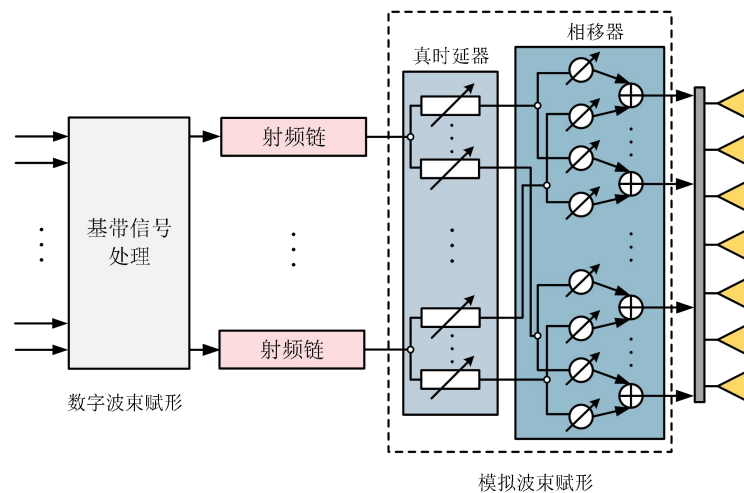 相移器
真时延器
射频链
基带信号
处理
射频链
数字波束赋形
模拟波束赋形